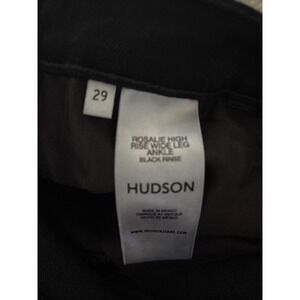 29
ROSALIE HIGH
RISE WIDE LEG
ANKLE
BLACK RINSE
HUDSON
MADE IN MEXICO